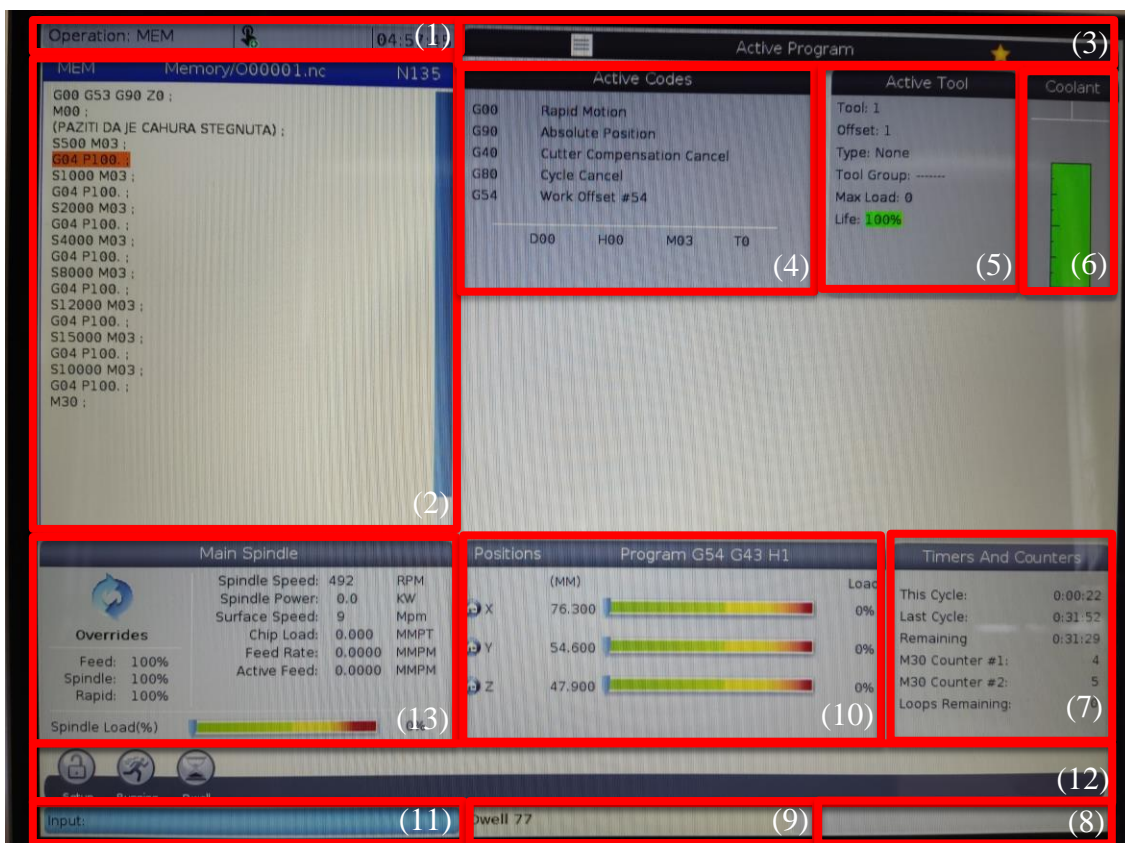 Operation: MEM
04:57:19
(1)
Active Program
(3)
MEM Memory/O00001.nc N135
G00 G53 G90 Z0 ;
M00 ;
(PAZITI DA JE CAHURA STEGNUTA) ;
S500 M03 ;
G04 P100. ;
S1000 M03 ;
G04 P100. ;
S2000 M03 ;
G04 P100. ;
S4000 M03 ;
G04 P100. ;
S8000 M03 ;
G04 P100. ;
S12000 M03 ;
G04 P100. ;
S15000 M03 ;
G04 P100. ;
S10000 M03 ;
G04 P100. ;
M30 ;
(2)
Active Codes
G00 Rapid Motion
G90 Absolute Position
G40 Cutter Compensation Cancel
G80 Cycle Cancel
G54 Work Offset #54
D00 H00 M03 T0
(4)
Active Tool
Tool: 1
Offset: 1
Type: None
Tool Group: -------
Max Load: 0
Life: 100%
(5)
Coolant
(6)
Main Spindle
Overrides
Feed: 100%
Spindle: 100%
Rapid: 100%
Spindle Speed: 492 RPM
Spindle Power: 0.0 KW
Surface Speed: 9 Mpm
Chip Load: 0.000 MMPT
Feed Rate: 0.0000 MMPM
Active Feed: 0.0000 MMPM
Spindle Load(%) 0%
(13)
Positions Program G54 G43 H1
(MM) Load
X 76.300 0%
Y 54.600 0%
Z 47.900 0%
(10)
Timers And Counters
This Cycle: 0:00:22
Last Cycle: 0:31:52
Remaining 0:31:29
M30 Counter #1: 4
M30 Counter #2: 5
Loops Remaining: 0
(7)
Setup Running Dwell
(12)
Input:
(11)
Dwell 77
(9)
(8)